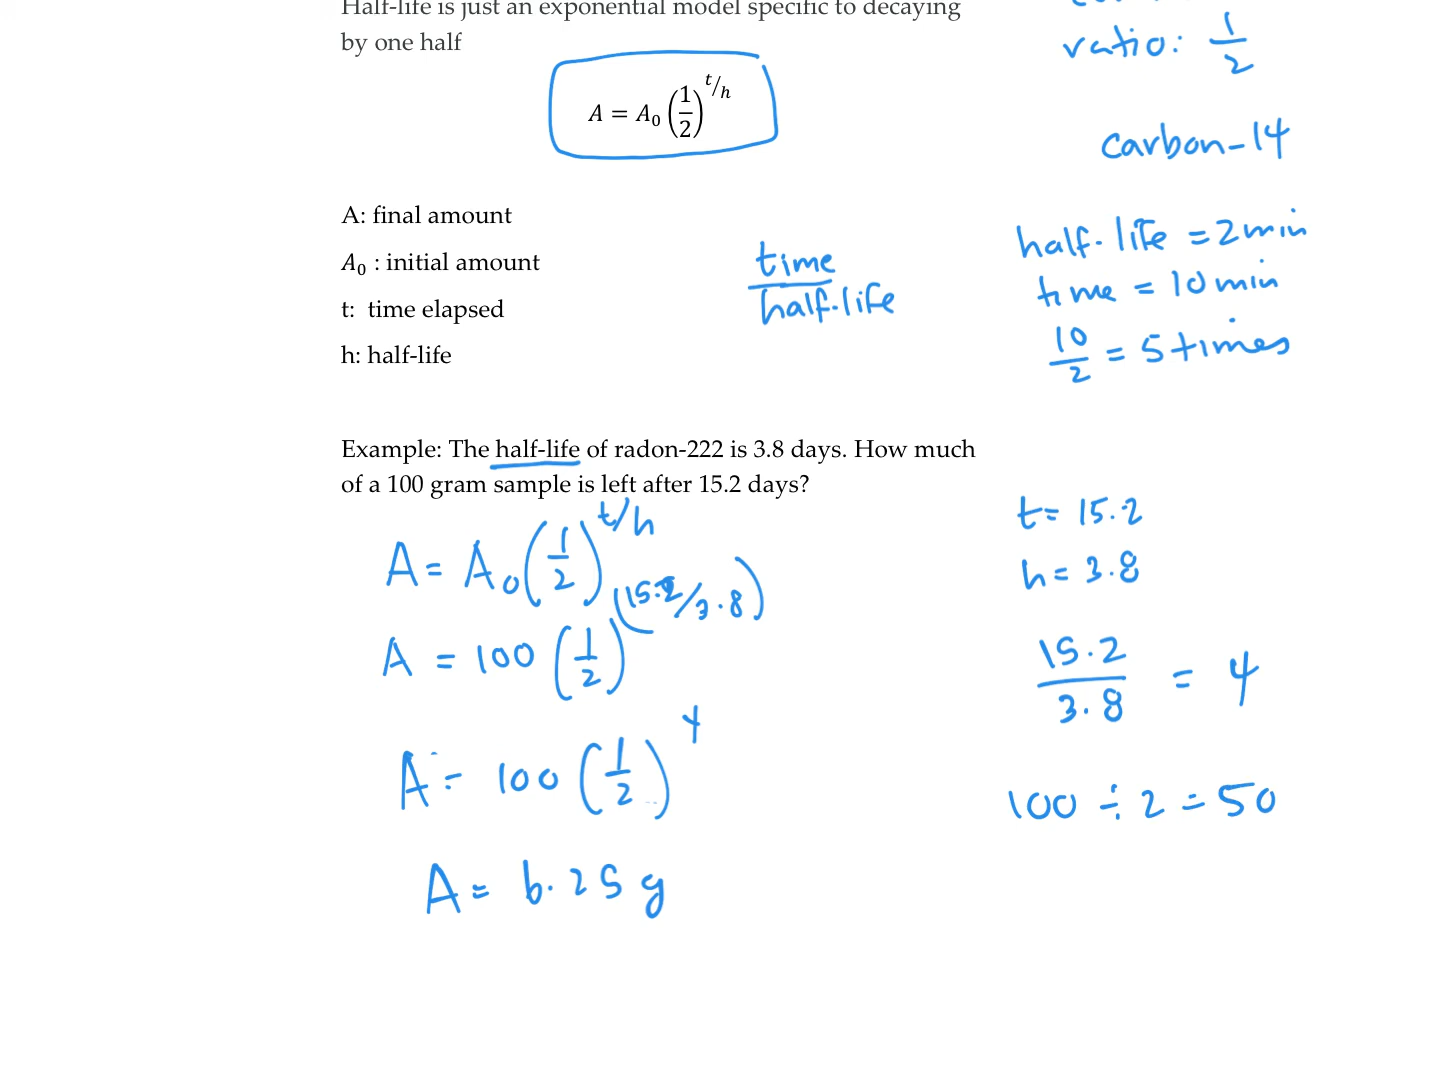 Half-life is just an exponential model specific to decaying
by one half
ratio: 1/2
A = A₀ (1/2)^(t/h)
carbon-14
A: final amount
A₀ : initial amount
t: time elapsed
h: half-life
time/half-life
half-life = 2 min
time = 10 min
10/2 = 5 times
Example: The half-life of radon-222 is 3.8 days. How much
of a 100 gram sample is left after 15.2 days?
A = A₀ (1/2)^(t/h)
A = 100 (1/2)^(15.2/3.8)
A = 100 (1/2)^4
A = 6.25 g
t = 15.2
h = 3.8
15.2/3.8 = 4
100 ÷ 2 = 50